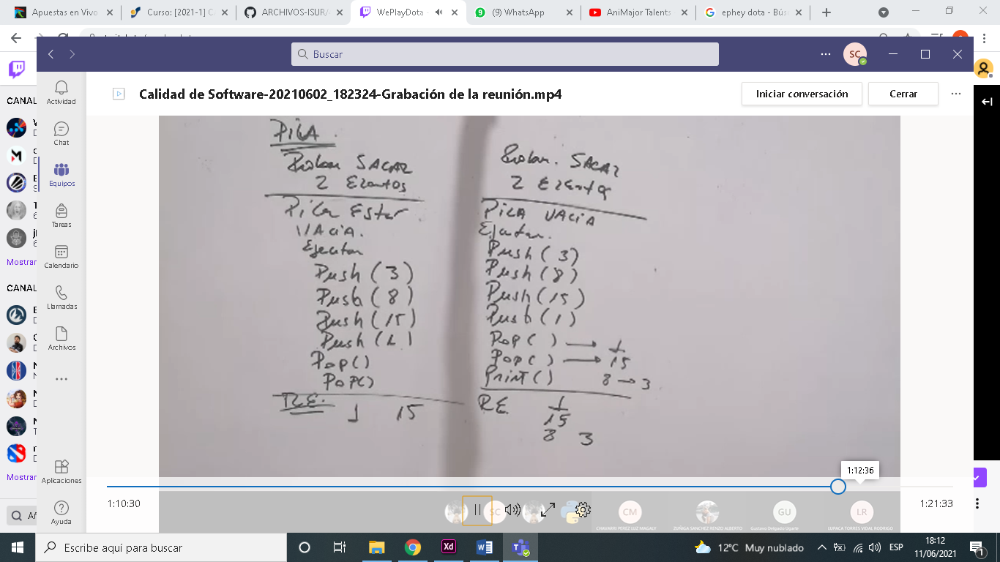 Apuestas en Vivo
Curso: [2021-1] C
ARCHIVOS-ISUR/
WePlayDota -
(9) WhatsApp
AniMajor Talents
ephey dota - Bús
Buscar
SC
CANAL
Actividad
Chat
Equipos
Tareas
Calendario
Llamadas
Archivos
Aplicaciones
Ayuda
Mostrar
CANAL
Mostrar
Calidad de Software-20210602_182324-Grabación de la reunión.mp4
Iniciar conversación
Cerrar
PILA
SACAR
2
Pila Estar
VACIA.
Ejecutar
Push (3)
Push (8)
Push (15)
Push (1)
Pop()
POP()
R.E.
1 15
SACAR
2
PILA VACIA
Ejecutar.
Push (3)
Push (8)
Push (15)
Push (1)
Pop ( ) → 1
Pop ( ) → 15
Print ( ) 8 → 3
R.E. 1
15
8 3
1:12:36
1:10:30
1:21:33
SC
CM
CHAVARRI PEREZ LUZ MAGALY
ZUÑIGA SANCHEZ RENZO ALBERTO
GU
Gustavo Delgado Ugarte
LR
LUPACA TORRES VIDAL RODRIGO
Escribe aquí para buscar
Xd
12°C Muy nublado
ESP
18:12
11/06/2021
1